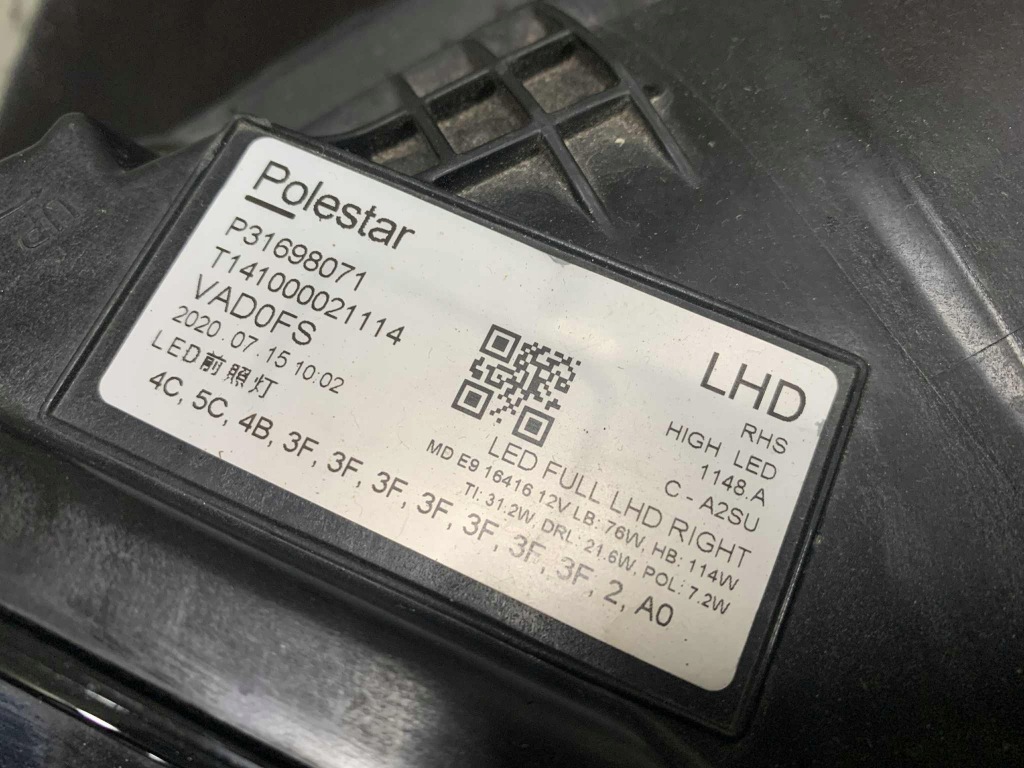 Polestar
P31698071
T141000021114
VAD0FS
2020.07.15 10:02
LED前照灯
4C, 5C, 4B, 3F, 3F, 3F, 3F, 3F, 3F, 3F, 2, A0
LHD
RHS
HIGH LED
1148.A
C - A2SU
LED FULL LHD RIGHT
MD E9 16416 12V LB: 76W, HB: 114W
TI: 31.2W, DRL: 21.6W, POL: 7.2W